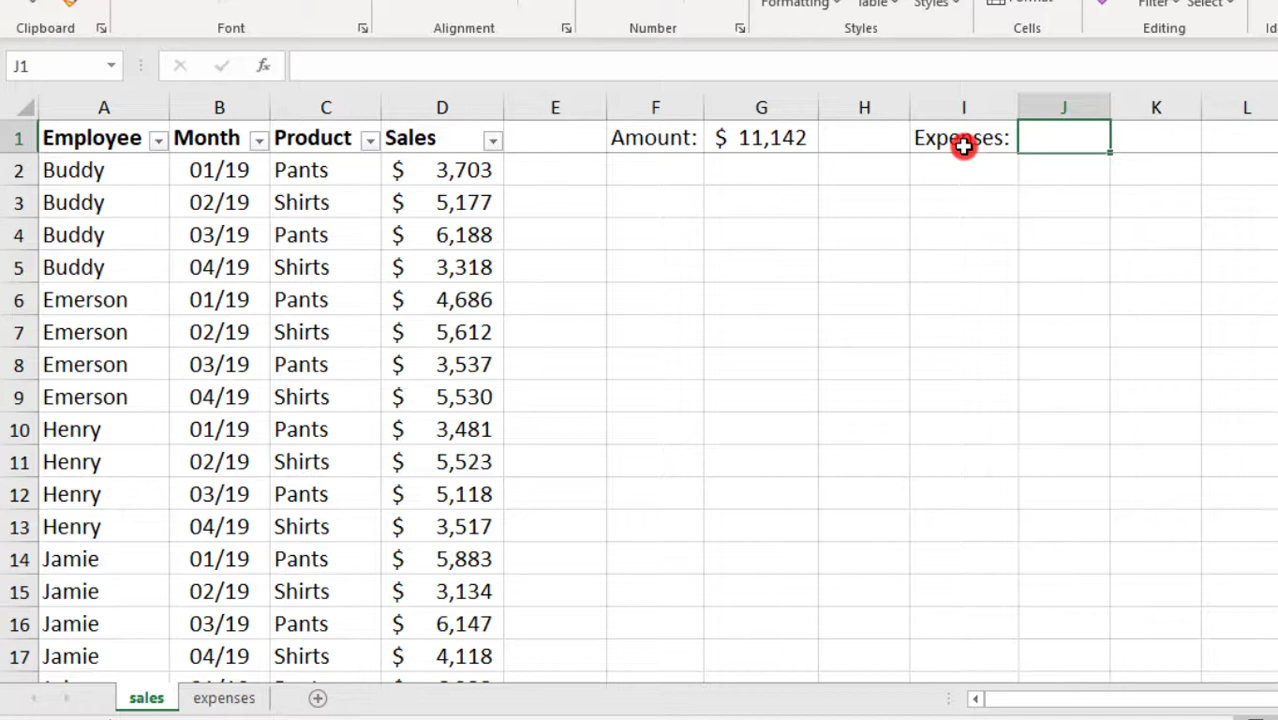 Formatting Table Styles Format Filter Select
Clipboard Font Alignment Number Styles Cells Editing
J1 fx
A B C D E F G H I J K L
1 Employee Month Product Sales Amount: $ 11,142 Expenses:
2 Buddy 01/19 Pants $ 3,703
3 Buddy 02/19 Shirts $ 5,177
4 Buddy 03/19 Pants $ 6,188
5 Buddy 04/19 Shirts $ 3,318
6 Emerson 01/19 Pants $ 4,686
7 Emerson 02/19 Shirts $ 5,612
8 Emerson 03/19 Pants $ 3,537
9 Emerson 04/19 Shirts $ 5,530
10 Henry 01/19 Pants $ 3,481
11 Henry 02/19 Shirts $ 5,523
12 Henry 03/19 Pants $ 5,118
13 Henry 04/19 Shirts $ 3,517
14 Jamie 01/19 Pants $ 5,883
15 Jamie 02/19 Shirts $ 3,134
16 Jamie 03/19 Pants $ 6,147
17 Jamie 04/19 Shirts $ 4,118
sales expenses